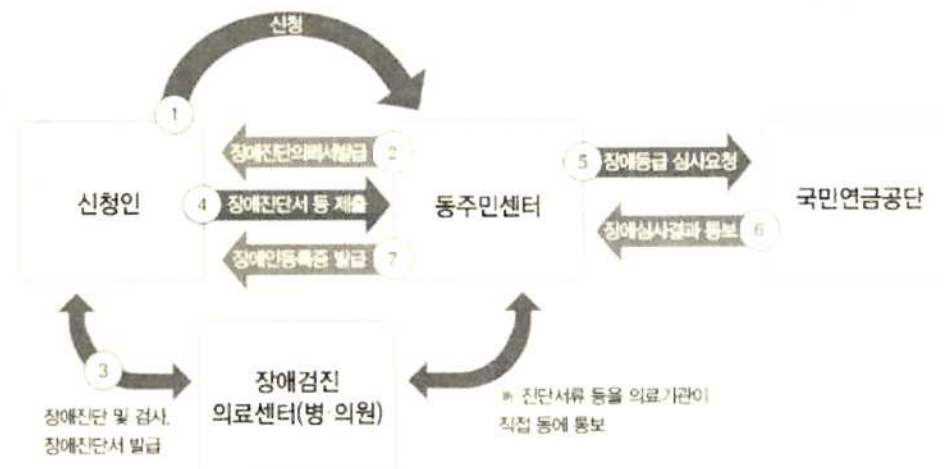 신청
1
장애진단의뢰서발급 2
5 장애등급 심사요청
신청인
4 장애진단서 등 제출
동주민센터
국민연금공단
장애심사결과 통보 6
장애인등록증 발급 7
3
장애검진
의료센터(병·의원)
장애진단 및 검사,
장애진단서 발급
※ 진단서류 등을 의료기관이
직접 동에 통보